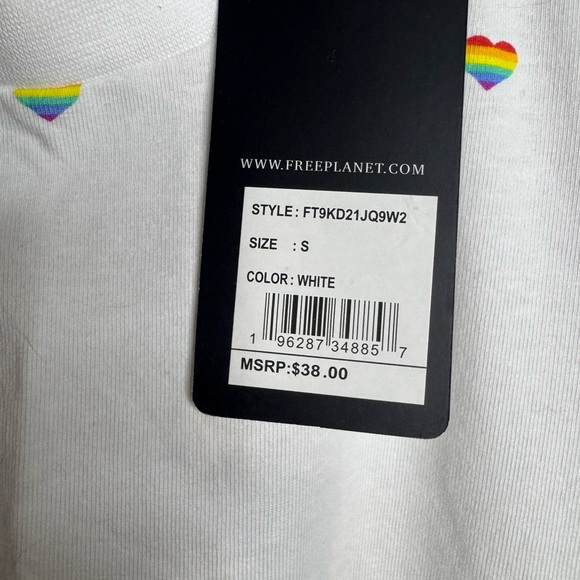 WWW.FREEPLANET.COM
STYLE: FT9KD21JQ9W2
SIZE : S
COLOR: WHITE
1 96287 34885 7
MSRP:$38.00